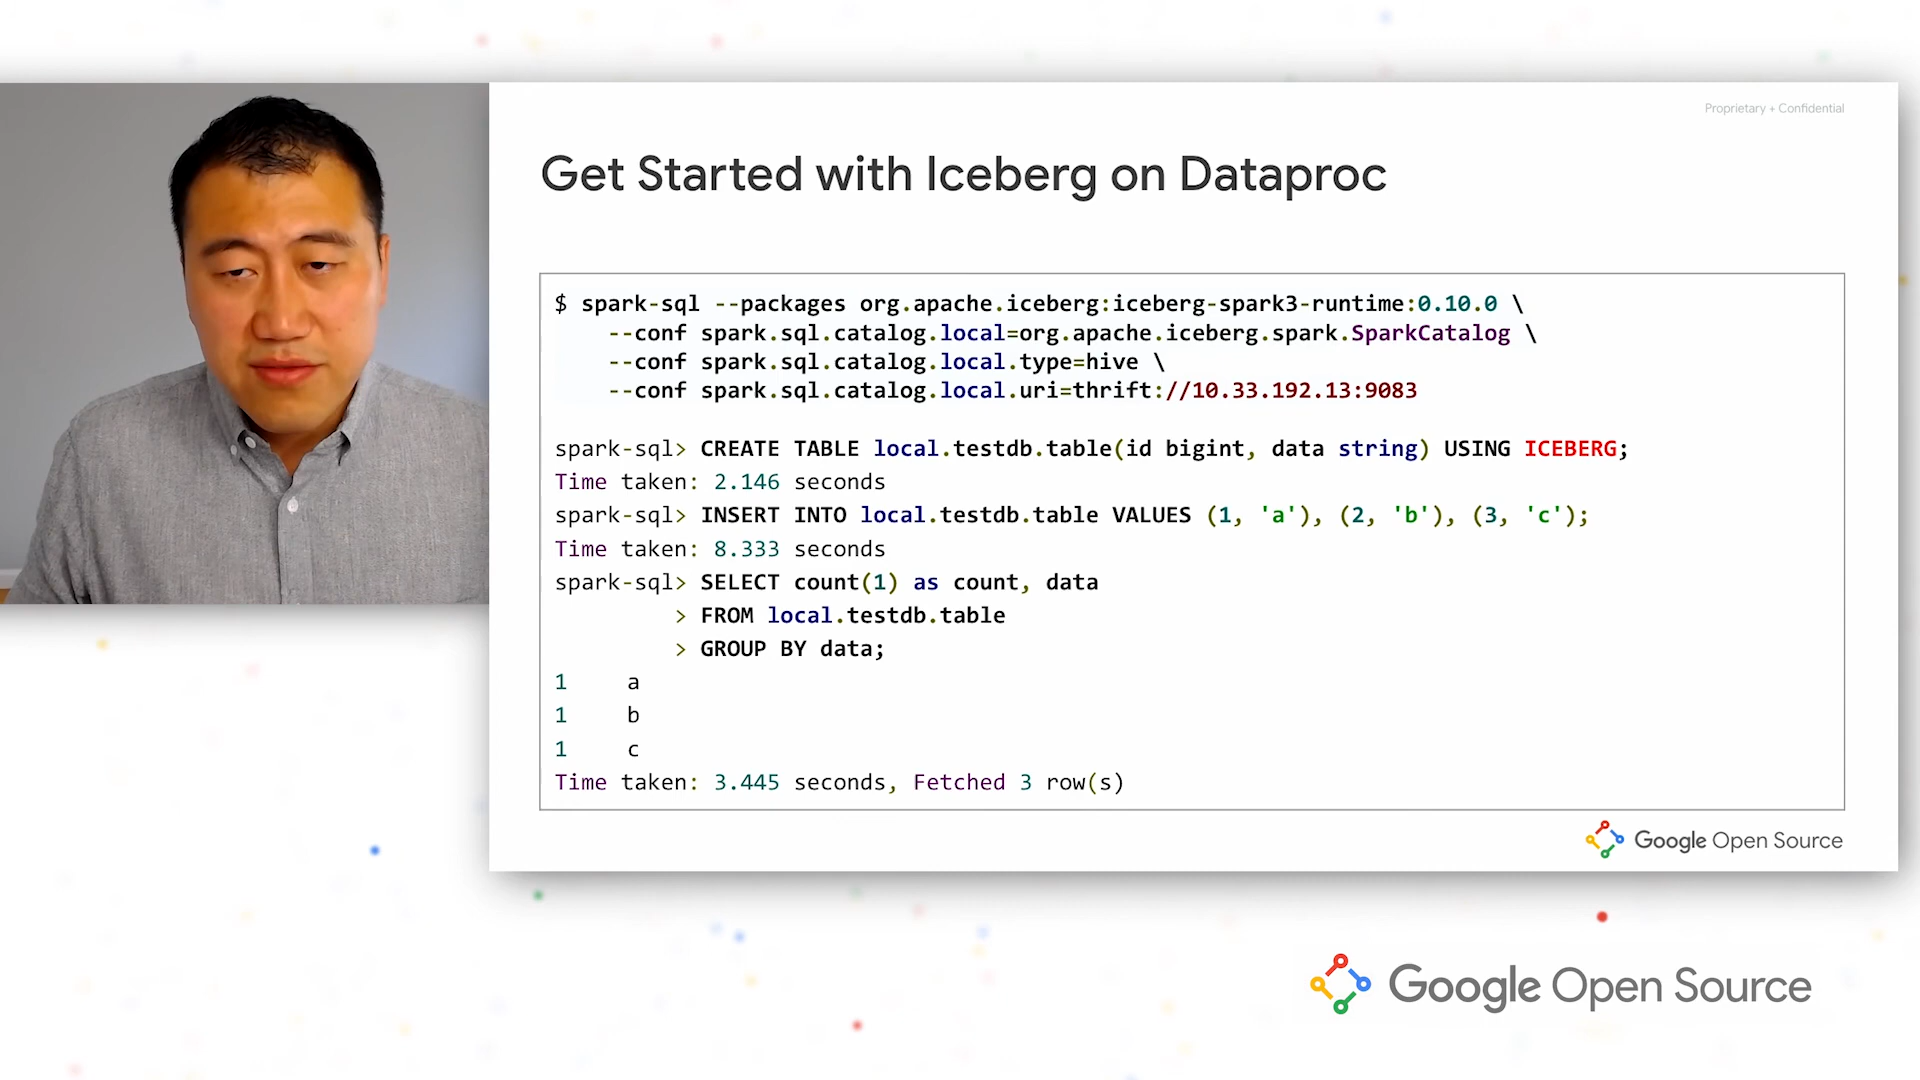 Proprietary + Confidential
Get Started with Iceberg on Dataproc
$ spark-sql --packages org.apache.iceberg:iceberg-spark3-runtime:0.10.0 \
--conf spark.sql.catalog.local=org.apache.iceberg.spark.SparkCatalog \
--conf spark.sql.catalog.local.type=hive \
--conf spark.sql.catalog.local.uri=thrift://10.33.192.13:9083
spark-sql> CREATE TABLE local.testdb.table(id bigint, data string) USING ICEBERG;
Time taken: 2.146 seconds
spark-sql> INSERT INTO local.testdb.table VALUES (1, 'a'), (2, 'b'), (3, 'c');
Time taken: 8.333 seconds
spark-sql> SELECT count(1) as count, data
> FROM local.testdb.table
> GROUP BY data;
1 a
1 b
1 c
Time taken: 3.445 seconds, Fetched 3 row(s)
Google Open Source
Google Open Source